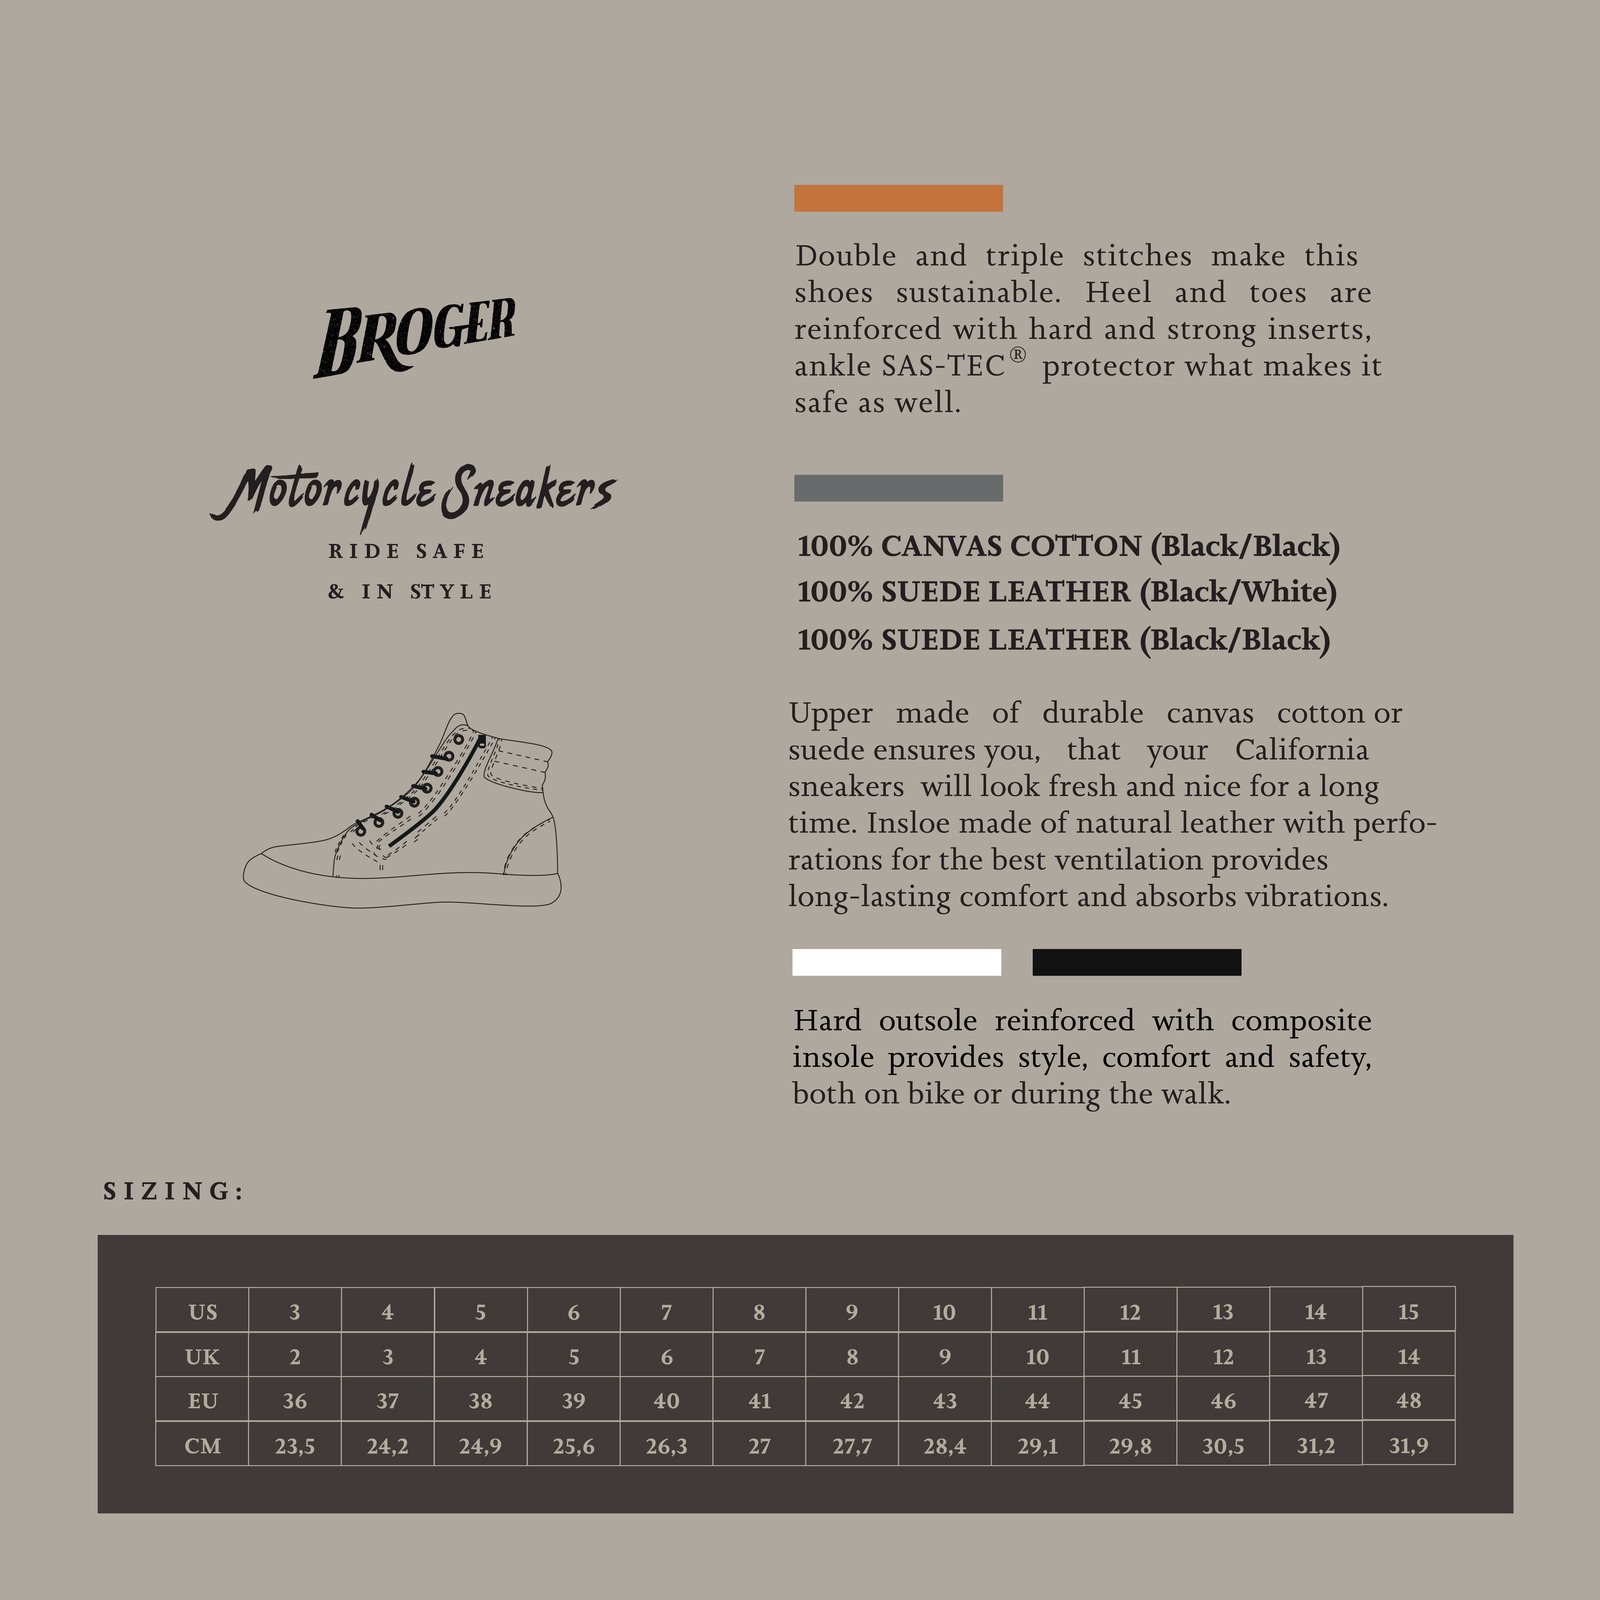 BROGER
Motorcycle Sneakers
RIDE SAFE
& IN STYLE
Double and triple stitches make this
shoes sustainable. Heel and toes are
reinforced with hard and strong inserts,
ankle SAS-TEC® protector what makes it
safe as well.
100% CANVAS COTTON (Black/Black)
100% SUEDE LEATHER (Black/White)
100% SUEDE LEATHER (Black/Black)
Upper made of durable canvas cotton or
suede ensures you, that your California
sneakers will look fresh and nice for a long
time. Insloe made of natural leather with perfo-
rations for the best ventilation provides
long-lasting comfort and absorbs vibrations.
Hard outsole reinforced with composite
insole provides style, comfort and safety,
both on bike or during the walk.
SIZING:
US 3 4 5 6 7 8 9 10 11 12 13 14 15
UK 2 3 4 5 6 7 8 9 10 11 12 13 14
EU 36 37 38 39 40 41 42 43 44 45 46 47 48
CM 23,5 24,2 24,9 25,6 26,3 27 27,7 28,4 29,1 29,8 30,5 31,2 31,9